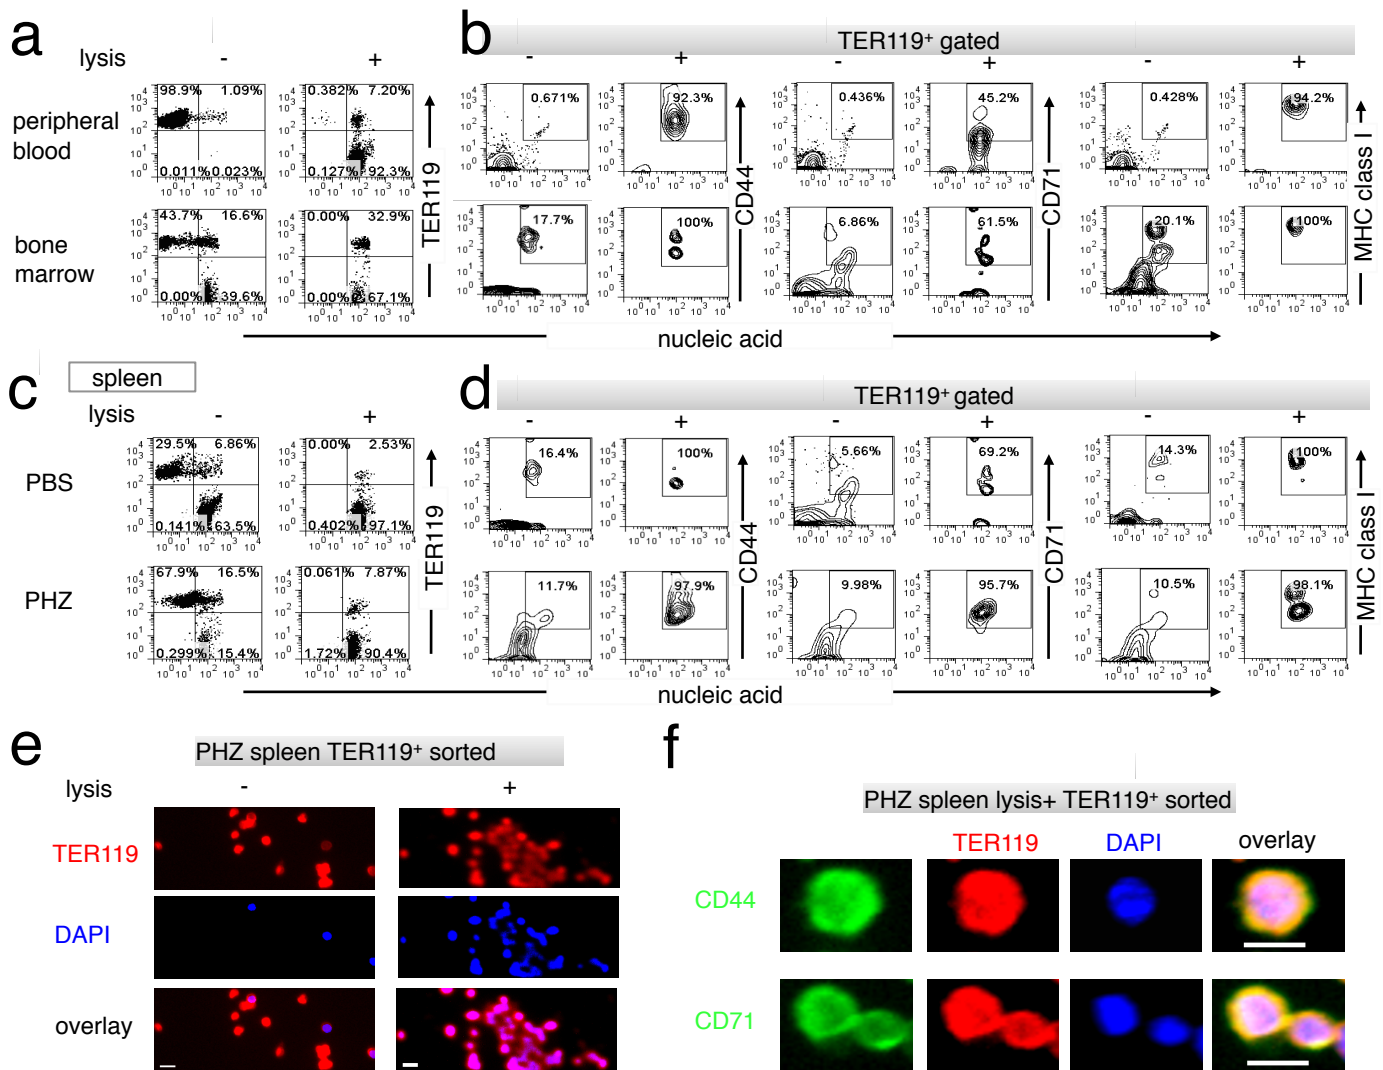 a
lysis - +
peripheral blood
98.9% 1.09%
0.011% 0.023%
0.382% 7.20%
0.127% 92.3%
bone marrow
43.7% 16.6%
0.00% 39.6%
0.00% 32.9%
0.00% 67.1%
TER119
b
TER119+ gated
- + - + - +
0.671% 92.3% CD44 0.436% 45.2% CD71 0.428% 94.2% MHC class I
17.7% 100% 6.86% 61.5% 20.1% 100%
nucleic acid
c
spleen
lysis - +
PBS
29.5% 6.86%
0.141% 63.5%
0.00% 2.53%
0.402% 97.1%
PHZ
67.9% 16.5%
0.299% 15.4%
0.061% 7.87%
1.72% 90.4%
TER119
d
TER119+ gated
- + - + - +
16.4% 100% CD44 5.66% 69.2% CD71 14.3% 100% MHC class I
11.7% 97.9% 9.98% 95.7% 10.5% 98.1%
nucleic acid
e
PHZ spleen TER119+ sorted
lysis - +
TER119
DAPI
overlay
f
PHZ spleen lysis+ TER119+ sorted
TER119 DAPI overlay
CD44
CD71